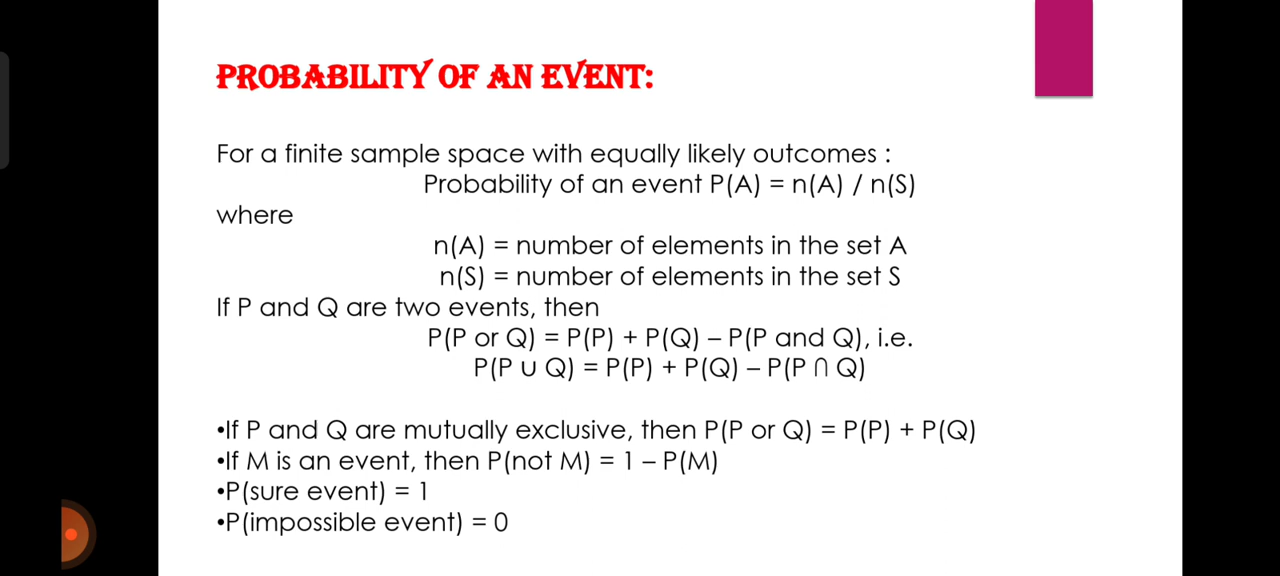 PROBABILITY OF AN EVENT:
For a finite sample space with equally likely outcomes :
Probability of an event P(A) = n(A) / n(S)
where
n(A) = number of elements in the set A
n(S) = number of elements in the set S
If P and Q are two events, then
P(P or Q) = P(P) + P(Q) – P(P and Q), i.e.
P(P ∪ Q) = P(P) + P(Q) – P(P ∩ Q)
•If P and Q are mutually exclusive, then P(P or Q) = P(P) + P(Q)
•If M is an event, then P(not M) = 1 – P(M)
•P(sure event) = 1
•P(impossible event) = 0